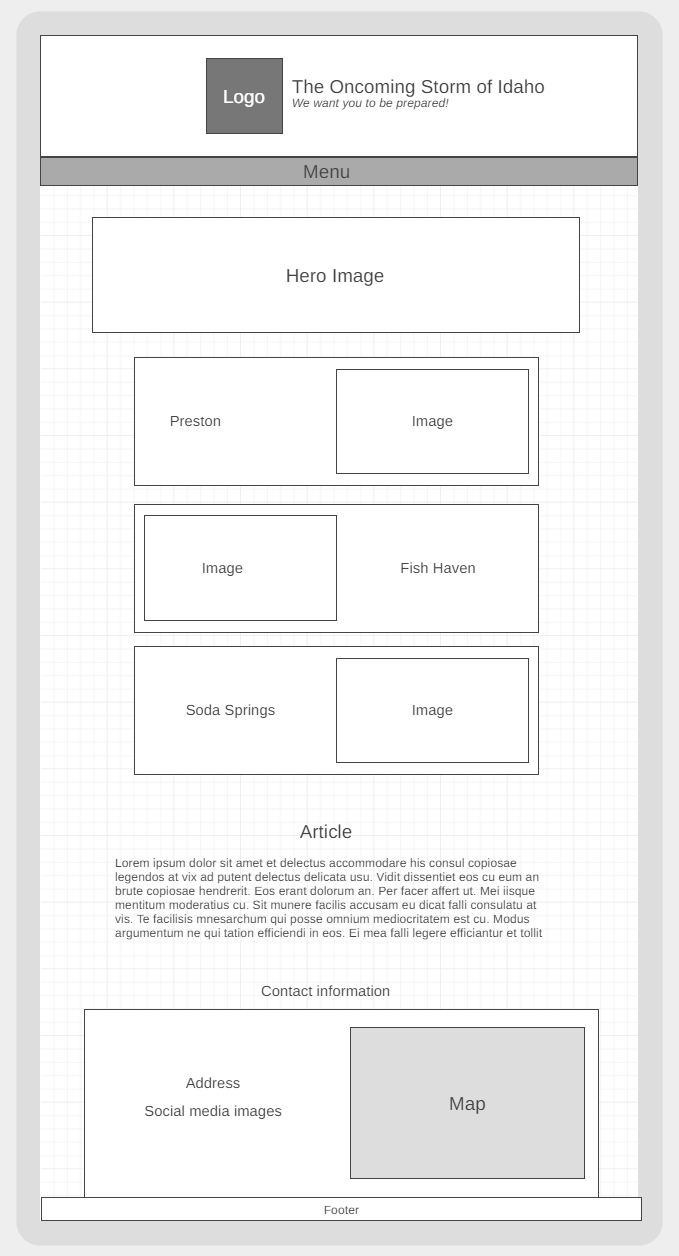 Logo
The Oncoming Storm of Idaho
We want you to be prepared!
Menu
Hero Image
Preston
Image
Image
Fish Haven
Soda Springs
Image
Article
Lorem ipsum dolor sit amet et delectus accommodare his consul copiosae
legendos at vix ad putent delectus delicata usu. Vidit dissentiet eos cu eum an
brute copiosae hendrerit. Eos erant dolorum an. Per facer affert ut. Mei iisque
mentitum moderatius cu. Sit munere facilis accusam eu dicat falli consulatu at
vis. Te facilisis mnesarchum qui posse omnium mediocritatem est cu. Modus
argumentum ne qui tation efficiendi in eos. Ei mea falli legere efficiantur et tollit
Contact information
Address
Social media images
Map
Footer